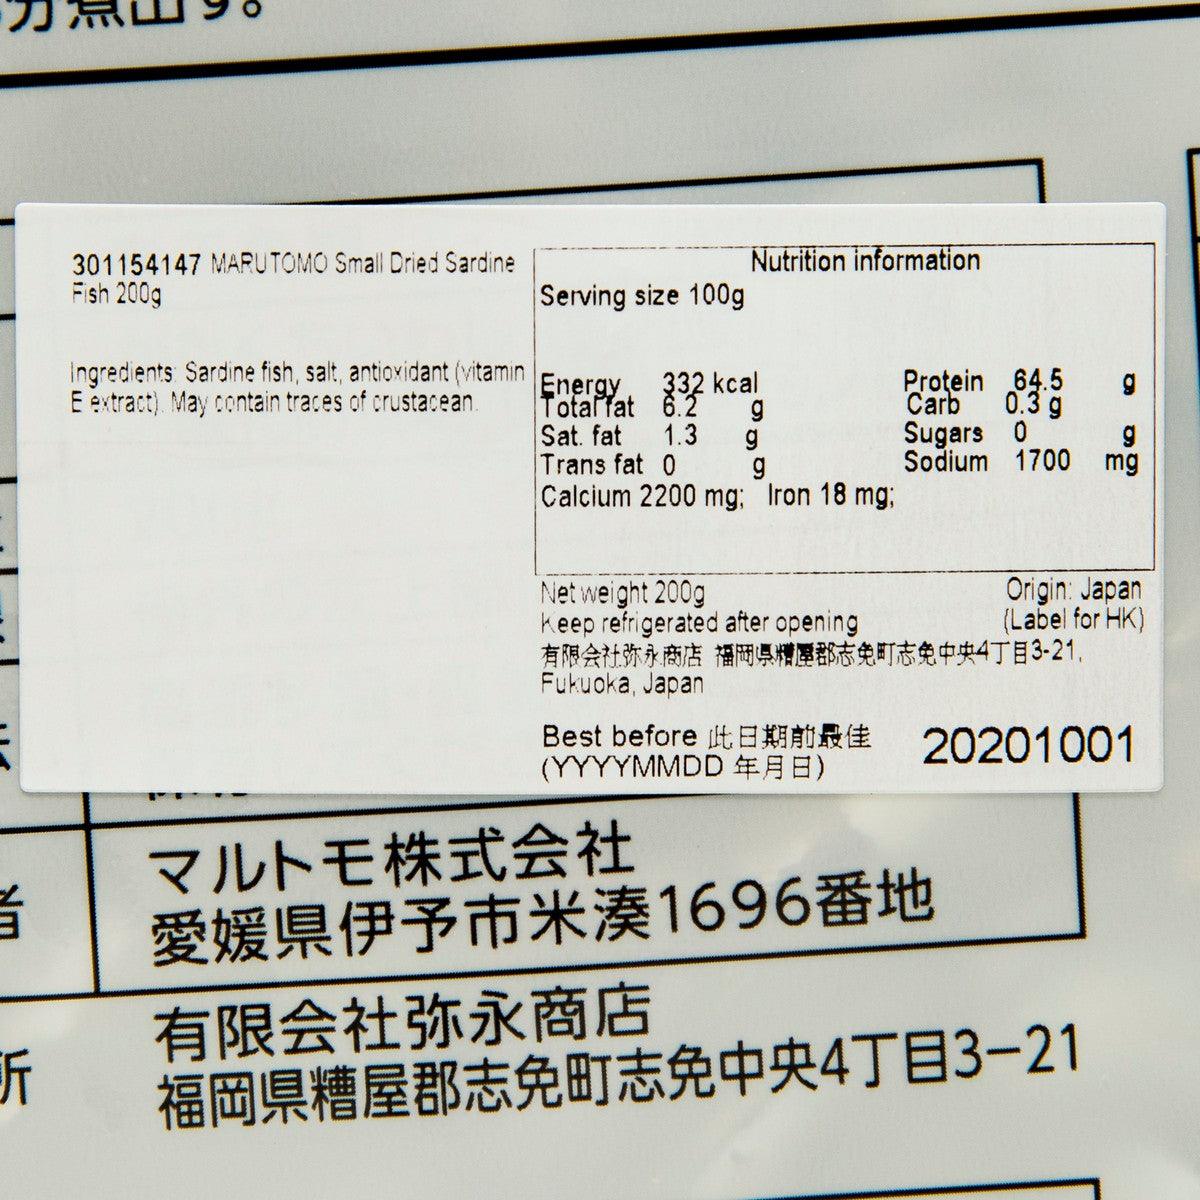 分煮出す。
301154147 MARUTOMO Small Dried Sardine
Fish 200g
Ingredients: Sardine fish, salt, antioxidant (vitamin
E extract). May contain traces of crustacean.
Nutrition information
Serving size 100g
Energy 332 kcal Protein 64.5 g
Total fat 6.2 g Carb 0.3 g
Sat. fat 1.3 g Sugars 0 g
Trans fat 0 g Sodium 1700 mg
Calcium 2200 mg; Iron 18 mg;
Net weight 200g Origin: Japan
Keep refrigerated after opening (Label for HK)
有限会社弥永商店 福岡県糟屋郡志免町志免中央4丁目3-21,
Fukuoka, Japan
Best before 此日期前最佳 20201001
(YYYYMMDD 年月日)
者 マルトモ株式会社
愛媛県伊予市米湊1696番地
所 有限会社弥永商店
福岡県糟屋郡志免町志免中央4丁目3−21